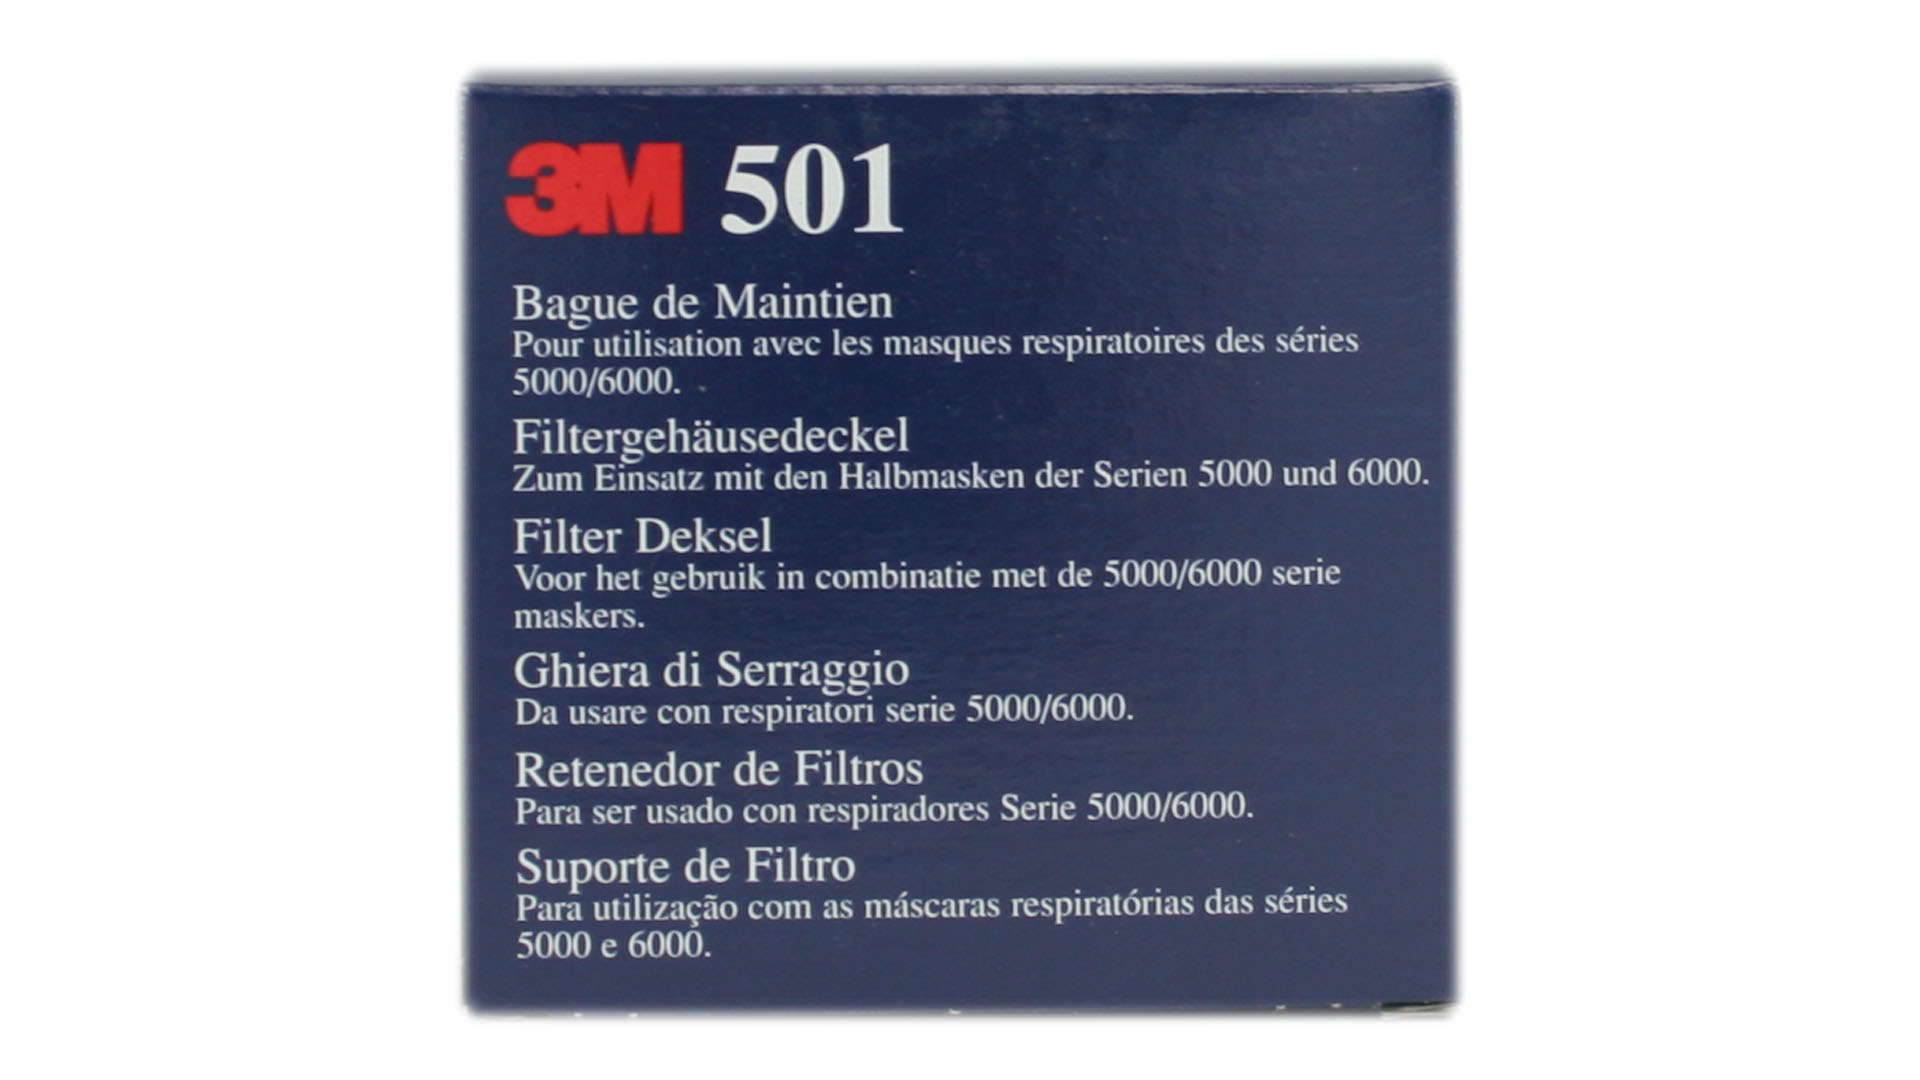 3M 501
Bague de Maintien
Pour utilisation avec les masques respiratoires des séries
5000/6000.
Filtergehäusedeckel
Zum Einsatz mit den Halbmasken der Serien 5000 und 6000.
Filter Deksel
Voor het gebruik in combinatie met de 5000/6000 serie
maskers.
Ghiera di Serraggio
Da usare con respiratori serie 5000/6000.
Retenedor de Filtros
Para ser usado con respiradores Serie 5000/6000.
Suporte de Filtro
Para utilização com as máscaras respiratórias das séries
5000 e 6000.